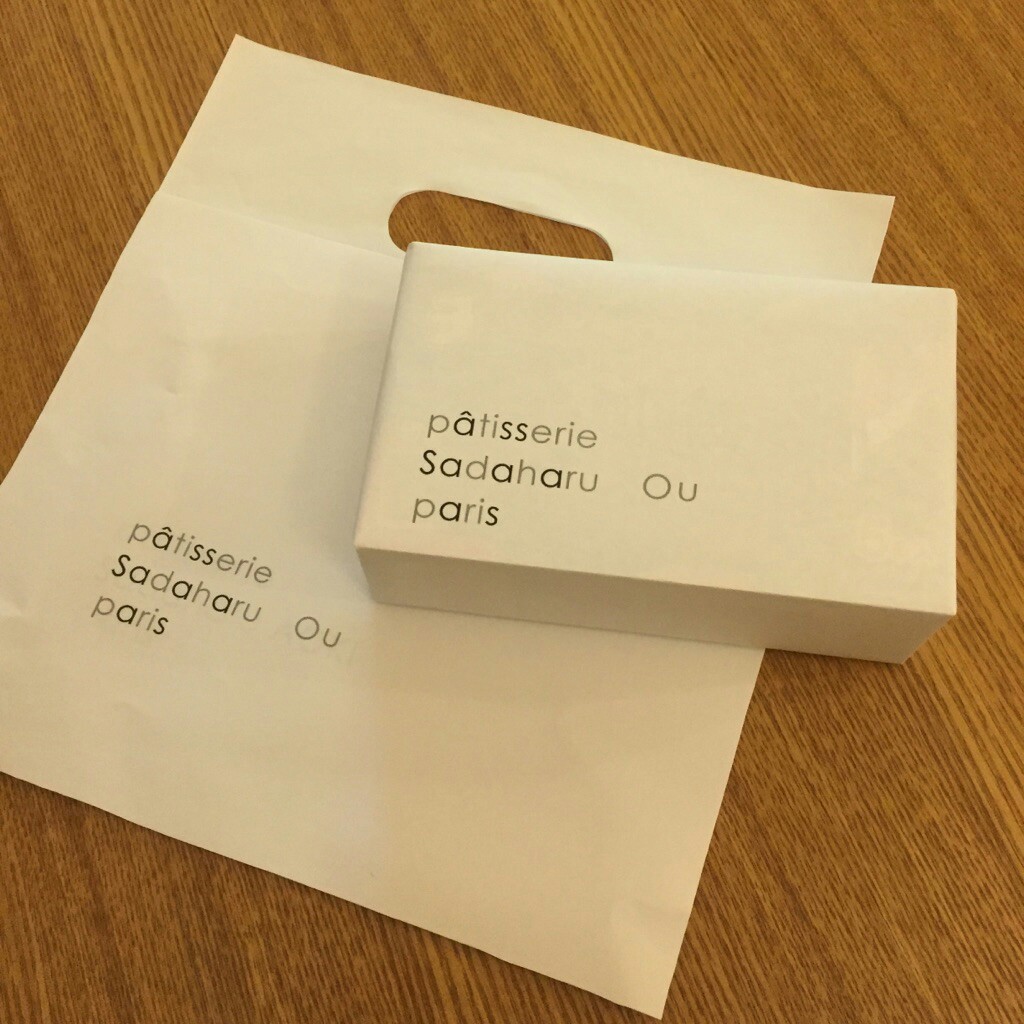 pâtisserie
Sadaharu Ou
paris
pâtisserie
Sadaharu Ou
paris